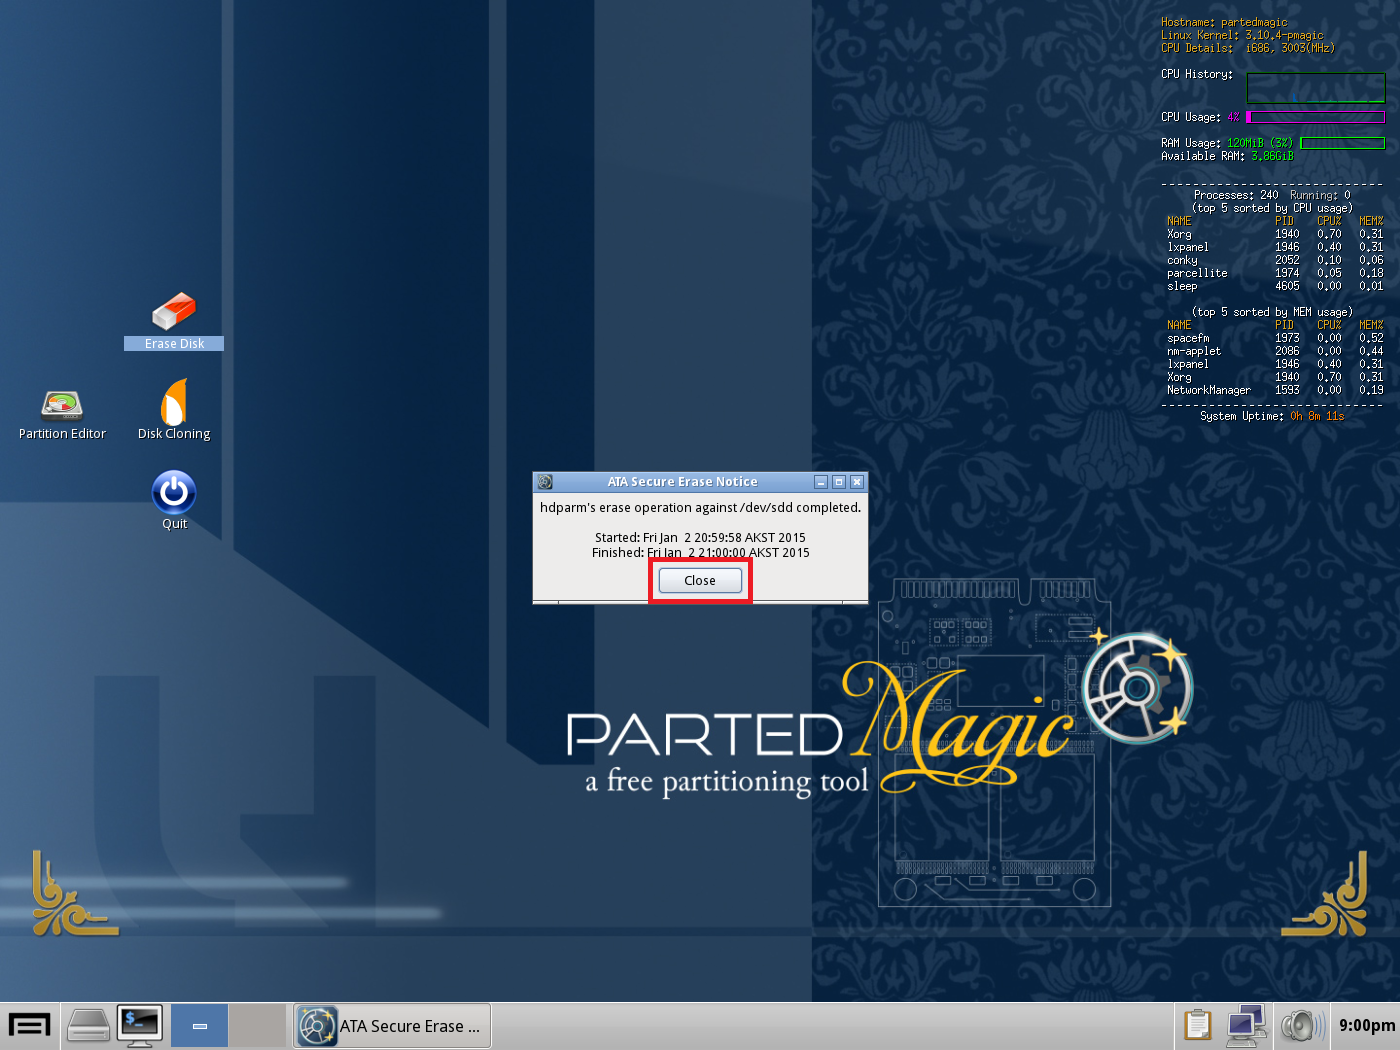 Hostname: partedmagic
Linux Kernel: 3.10.4-pmagic
CPU Details: i686, 3003(MHz)
CPU History:
CPU Usage: 4%
RAM Usage: 120MiB (3%)
Available RAM: 3.86GiB
Processes: 240 Running: 0
(top 5 sorted by CPU usage)
NAME PID CPU% MEM%
Xorg 1940 0.70 0.31
lxpanel 1946 0.40 0.31
conky 2052 0.10 0.06
parcellite 1974 0.05 0.18
sleep 4605 0.00 0.01
(top 5 sorted by MEM usage)
NAME PID CPU% MEM%
spacefm 1973 0.00 0.52
nm-applet 2086 0.00 0.44
lxpanel 1946 0.40 0.31
Xorg 1940 0.70 0.31
NetworkManager 1593 0.00 0.19
System Uptime: 0h 8m 11s
Erase Disk
Partition Editor
Disk Cloning
Quit
ATA Secure Erase Notice
hdparm's erase operation against /dev/sdd completed.
Started: Fri Jan 2 20:59:58 AKST 2015
Finished: Fri Jan 2 21:00:00 AKST 2015
Close
PARTED Magic
a free partitioning tool
$_
ATA Secure Erase ...
9:00pm